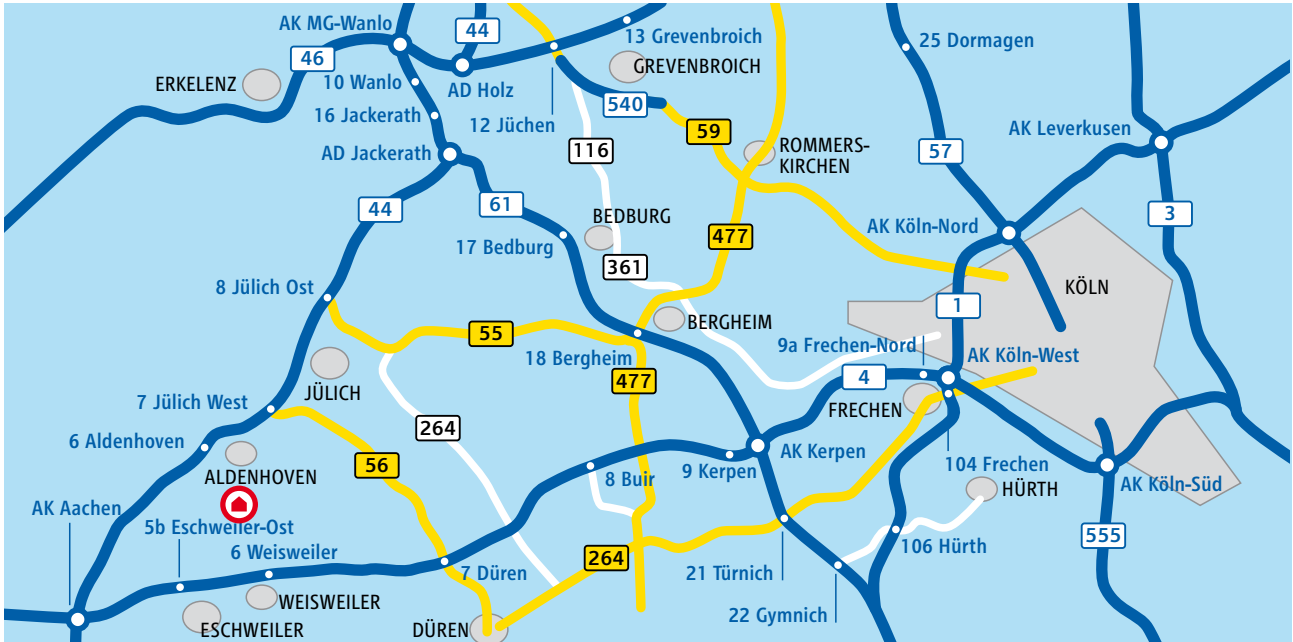 AK MG-Wanlo
44
13 Grevenbroich
25 Dormagen
46
GREVENBROICH
ERKELENZ
10 Wanlo
AD Holz
540
16 Jackerath
12 Jüchen
59
AK Leverkusen
AD Jackerath
116
ROMMERS-
KIRCHEN
57
44
61
BEDBURG
3
17 Bedburg
477
AK Köln-Nord
361
8 Jülich Ost
KÖLN
1
BERGHEIM
55
18 Bergheim
9a Frechen-Nord
AK Köln-West
477
4
JÜLICH
7 Jülich West
FRECHEN
264
6 Aldenhoven
AK Kerpen
56
9 Kerpen
104 Frechen
ALDENHOVEN
8 Buir
HÜRTH
AK Köln-Süd
AK Aachen
5b Eschweiler-Ost
555
6 Weisweiler
106 Hürth
264
7 Düren
21 Türnich
WEISWEILER
22 Gymnich
ESCHWEILER
DÜREN